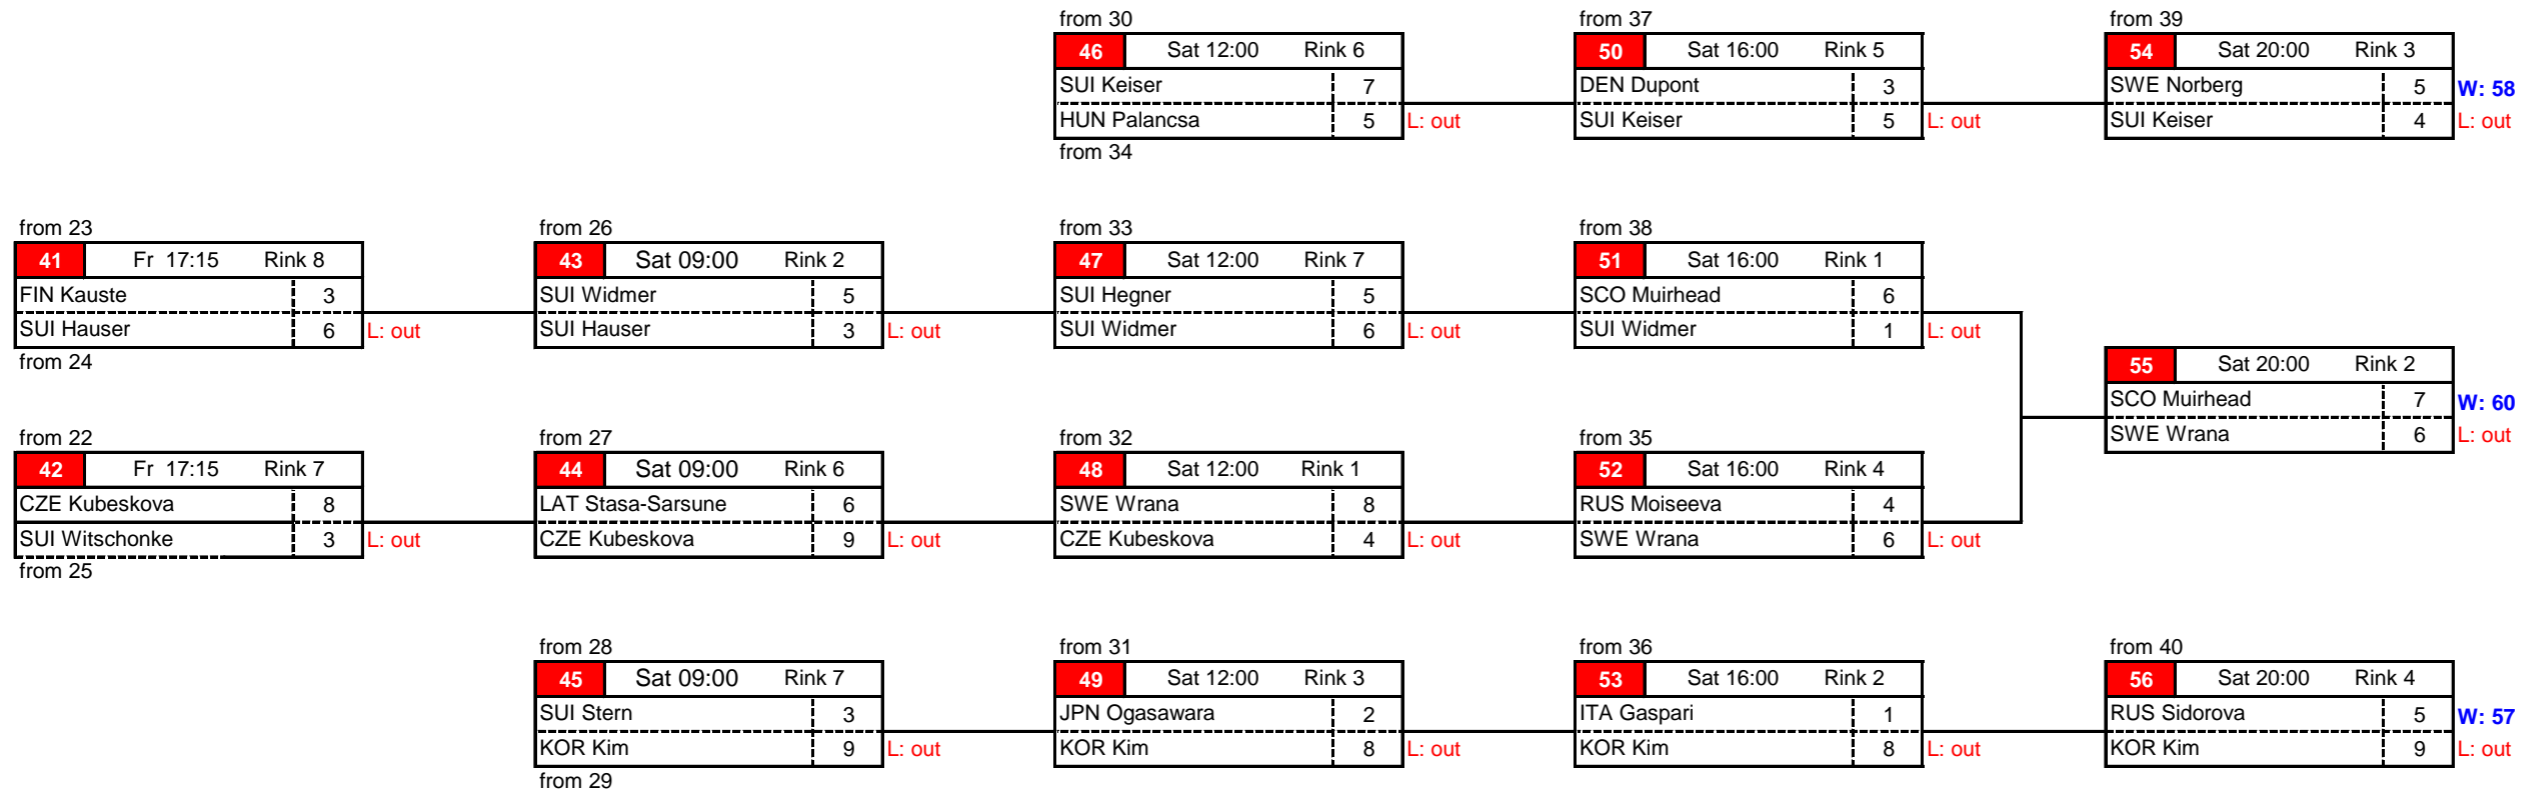 from 30 from 37 from 39
46 Sat 12:00 Rink 6 50 Sat 16:00 Rink 5 54 Sat 20:00 Rink 3
SUI Keiser 7 DEN Dupont 3 SWE Norberg 5 W: 58
HUN Palancsa 5 L: out SUI Keiser 5 L: out SUI Keiser 4 L: out
from 34
from 23 from 26 from 33 from 38
41 Fr 17:15 Rink 8 43 Sat 09:00 Rink 2 47 Sat 12:00 Rink 7 51 Sat 16:00 Rink 1
FIN Kauste 3 SUI Widmer 5 SUI Hegner 5 SCO Muirhead 6
SUI Hauser 6 L: out SUI Hauser 3 L: out SUI Widmer 6 L: out SUI Widmer 1 L: out
from 24
55 Sat 20:00 Rink 2
SCO Muirhead 7 W: 60
SWE Wrana 6 L: out
from 22 from 27 from 32 from 35
42 Fr 17:15 Rink 7 44 Sat 09:00 Rink 6 48 Sat 12:00 Rink 1 52 Sat 16:00 Rink 4
CZE Kubeskova 8 LAT Stasa-Sarsune 6 SWE Wrana 8 RUS Moiseeva 4
SUI Witschonke 3 L: out CZE Kubeskova 9 L: out CZE Kubeskova 4 L: out SWE Wrana 6 L: out
from 25
from 28 from 31 from 36 from 40
45 Sat 09:00 Rink 7 49 Sat 12:00 Rink 3 53 Sat 16:00 Rink 2 56 Sat 20:00 Rink 4
SUI Stern 3 JPN Ogasawara 2 ITA Gaspari 1 RUS Sidorova 5 W: 57
KOR Kim 9 L: out KOR Kim 8 L: out KOR Kim 8 L: out KOR Kim 9 L: out
from 29